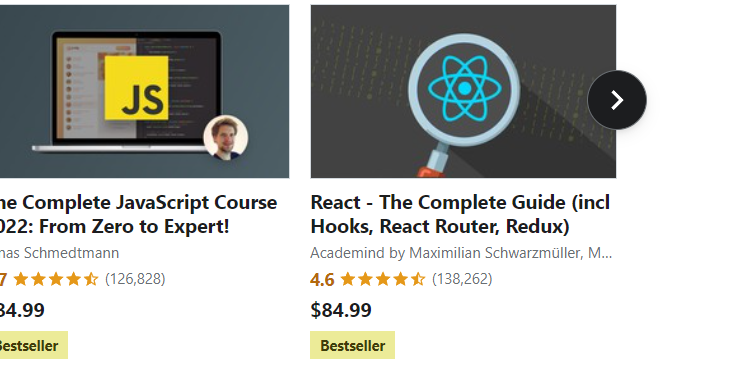 JS
he Complete JavaScript Course
022: From Zero to Expert!
nas Schmedtmann
7 (126,828)
84.99
Bestseller
React - The Complete Guide (incl
Hooks, React Router, Redux)
Academind by Maximilian Schwarzmüller, M...
4.6 (138,262)
$84.99
Bestseller